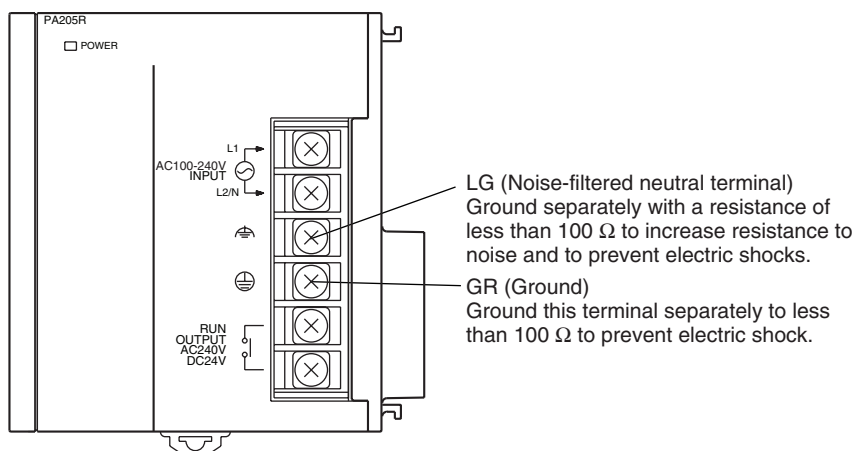 PA205R
POWER
L1
AC100-240V
INPUT
L2/N
LG (Noise-filtered neutral terminal)
Ground separately with a resistance of
less than 100 Ω to increase resistance to
noise and to prevent electric shocks.
GR (Ground)
Ground this terminal separately to less
than 100 Ω to prevent electric shock.
RUN
OUTPUT
AC240V
DC24V